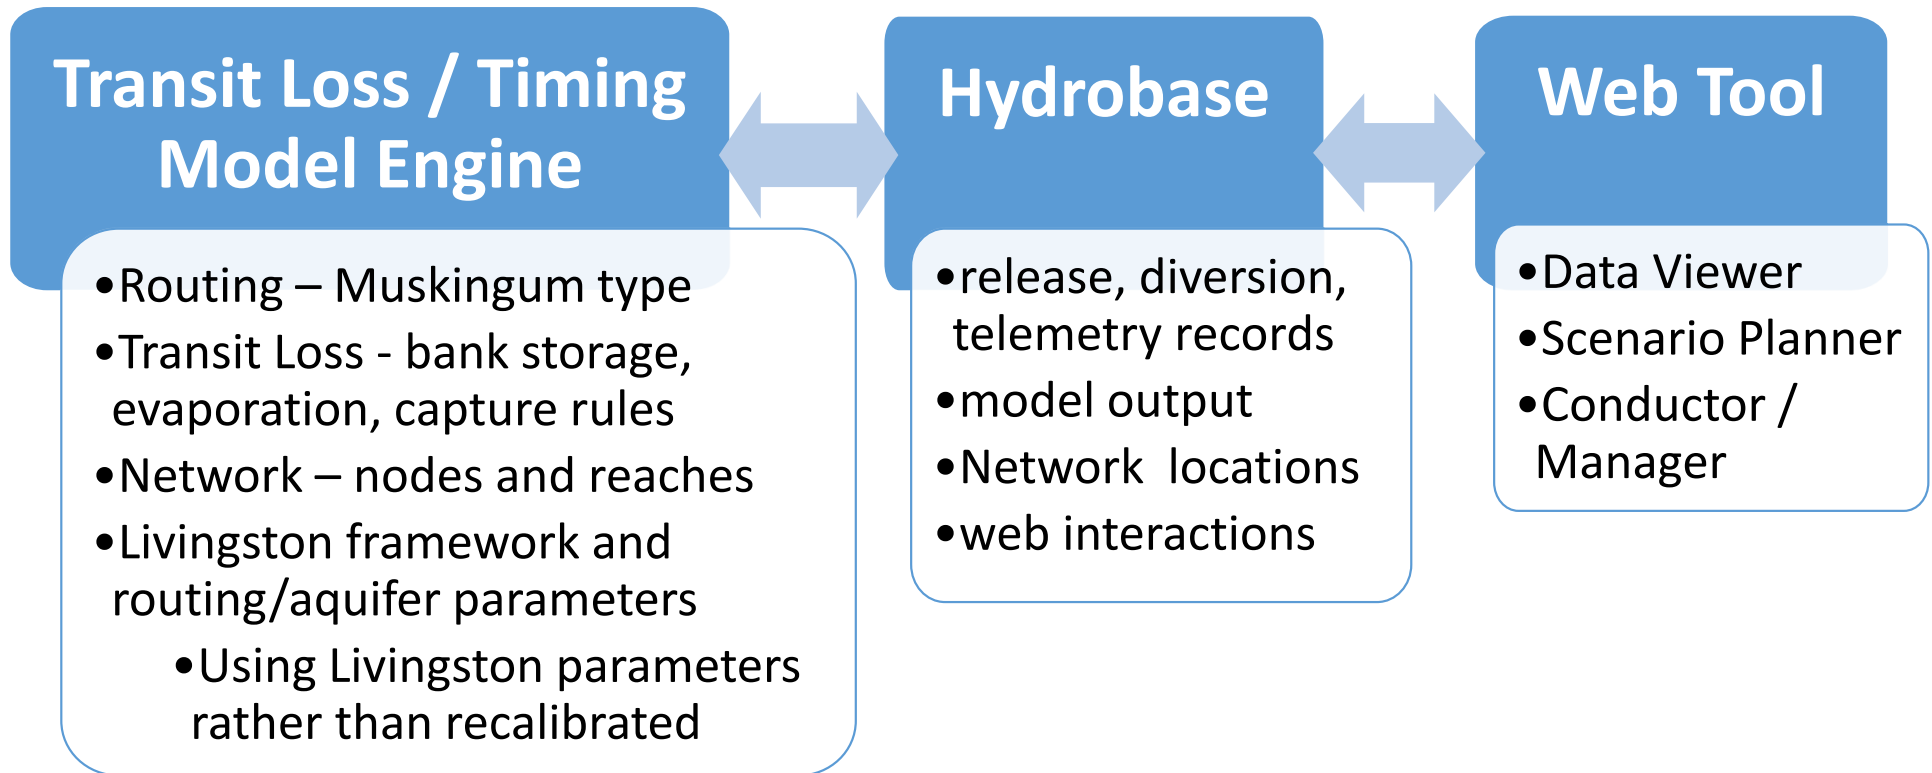 Transit Loss / Timing
Model Engine
•Routing – Muskingum type
•Transit Loss - bank storage,
evaporation, capture rules
•Network – nodes and reaches
•Livingston framework and
routing/aquifer parameters
•Using Livingston parameters
rather than recalibrated
Hydrobase
•release, diversion,
telemetry records
•model output
•Network  locations
•web interactions
Web Tool
•Data Viewer
•Scenario Planner
•Conductor /
Manager